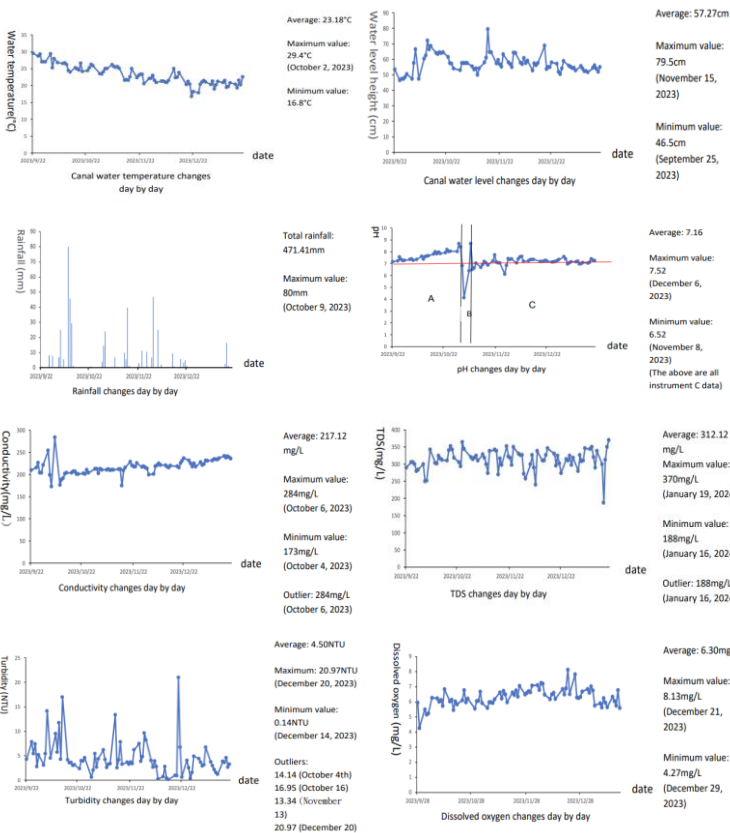 Average: 23.18°C
Maximum value:
29.4°C
(October 2, 2023)
Minimum value:
16.8°C
Water temperature(°C)
35
30
25
20
15
10
5
0
2023/9/22 2023/10/22 2023/11/22 2023/12/22
date
Canal water temperature changes
day by day
Average: 57.27cm
Maximum value:
79.5cm
(November 15,
2023)
Minimum value:
46.5cm
(September 25,
2023)
Water level height (cm)
90
80
70
60
50
40
30
20
10
0
2023/9/22 2023/10/22 2023/11/22 2023/12/22
date
Canal water level changes day by day
Total rainfall:
471.41mm
Maximum value:
80mm
(October 9, 2023)
Rainfall (mm)
90
80
70
60
50
40
30
20
10
0
2023/9/22 2023/10/22 2023/11/22 2023/12/22
date
Rainfall changes day by day
Average: 7.16
Maximum value:
7.52
(December 6,
2023)
Minimum value:
6.52
(November 8,
2023)
(The above are all
instrument C data)
pH
10
9
8
7
6
5
4
3
2
1
0
A
B
C
2023/9/22 2023/10/22 2023/11/22 2023/12/22
date
pH changes day by day
Average: 217.12
mg/L
Maximum value:
284mg/L
(October 6, 2023)
Minimum value:
173mg/L
(October 4, 2023)
Outlier: 284mg/L
(October 6, 2023)
Conductivity(mg/L)
300
250
200
150
100
50
0
2023/9/22 2023/10/22 2023/11/22 2023/12/22
date
Conductivity changes day by day
Average: 312.12
mg/L
Maximum value:
370mg/L
(January 19, 202
Minimum value:
188mg/L
(January 16, 202
Outlier: 188mg/L
(January 16, 202
TDS(mg/L)
400
350
300
250
200
150
100
50
0
2023/9/22 2023/10/22 2023/11/22 2023/12/22
date
TDS changes day by day
Average: 4.50NTU
Maximum: 20.97NTU
(December 20, 2023)
Minimum value:
0.14NTU
(December 14, 2023)
Outliers:
14.14 (October 4th)
16.95 (October 16)
13.34 (November
13)
20.97 (December 20)
Turbidity (NTU)
25
20
15
10
5
0
2023/9/22 2023/10/22 2023/11/22 2023/12/22
date
Turbidity changes day by day
Average: 6.30mg
Maximum value:
8.13mg/L
(December 21,
2023)
Minimum value:
4.27mg/L
(December 29,
2023)
Dissolved oxygen (mg/L)
9
8
7
6
5
4
3
2
1
0
2023/9/28 2023/10/28 2023/11/28 2023/12/28
date
Dissolved oxygen changes day by day